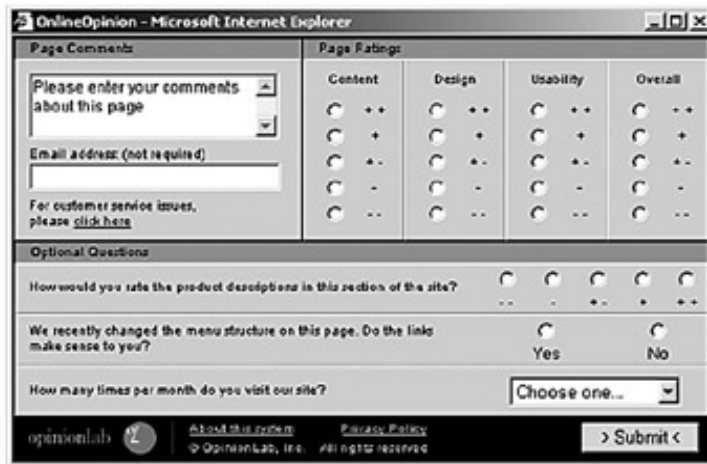 OnlineOpinion - Microsoft Internet Explorer
Page Comments
Page Ratings
Please enter your comments
about this page
Email address: (not required)
For customer service issues,
please click here
Content Design Usability Overall
+ + + + + + + +
+ + + +
+ - + - + - + -
- - - -
- - - - - - - -
Optional Questions
How would you rate the product descriptions in this section of the site?
- - - + - + + +
We recently changed the menu structure on this page. Do the links
make sense to you?
Yes No
How many times per month do you visit our site?
Choose one...
opinionlab
About this system Privacy Policy
© OpinionLab, Inc. All rights reserved
> Submit <